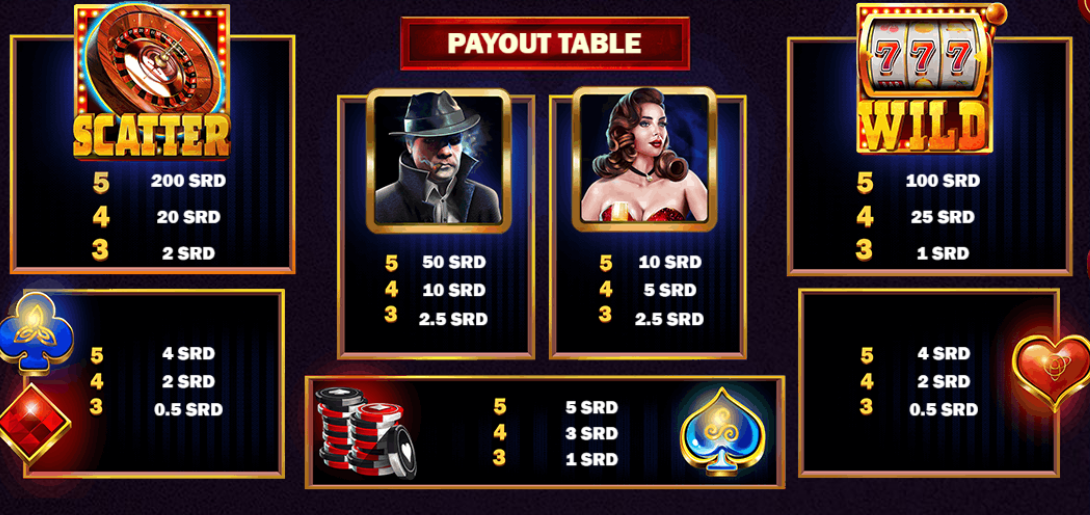 PAYOUT TABLE
SCATTER
5 200 SRD
4 20 SRD
3 2 SRD
5 50 SRD
4 10 SRD
3 2.5 SRD
5 10 SRD
4 5 SRD
3 2.5 SRD
777
WILD
5 100 SRD
4 25 SRD
3 1 SRD
5 4 SRD
4 2 SRD
3 0.5 SRD
5 5 SRD
4 3 SRD
3 1 SRD
5 4 SRD
4 2 SRD
3 0.5 SRD